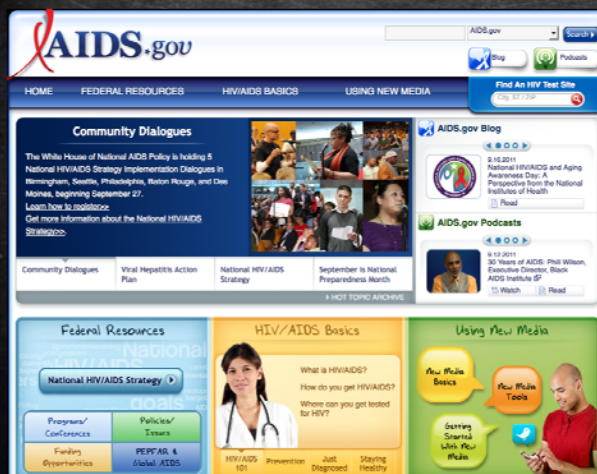 AIDS.gov
AIDS.gov
Search
Blog
Podcasts
HOME
FEDERAL RESOURCES
HIV/AIDS BASICS
USING NEW MEDIA
Find An HIV Test Site
City, ST / ZIP
Community Dialogues
The White House of National AIDS Policy is holding 5
National HIV/AIDS Strategy Implementation Dialogues in
Birmingham, Seattle, Philadelphia, Baton Rouge, and Des
Moines, beginning September 27.
Learn how to register>>
Get more information about the National HIV/AIDS
Strategy>>.
Community Dialogues
Viral Hepatitis Action
Plan
National HIV/AIDS
Strategy
September is National
Preparedness Month
HOT TOPIC ARCHIVE
AIDS.gov Blog
9.16.2011
National HIV/AIDS and Aging
Awareness Day: A
Perspective from the National
Institutes of Health
Read
AIDS.gov Podcasts
9.12.2011
30 Years of AIDS: Phill Wilson,
Executive Director, Black
AIDS Institute
Watch
Read
Federal Resources
National HIV/AIDS
National HIV/AIDS Strategy
goals
Programs/
Conferences
Policies/
Issues
Funding
Opportunities
PEPFAR &
Global AIDS
HIV/AIDS Basics
What is HIV/AIDS?
How do you get HIV/AIDS?
Where can you get tested
for HIV?
HIV/AIDS
101
Prevention
Just
Diagnosed
Staying
Healthy
Using New Media
New Media
Basics
New Media
Tools
Getting
Started
With New
Media